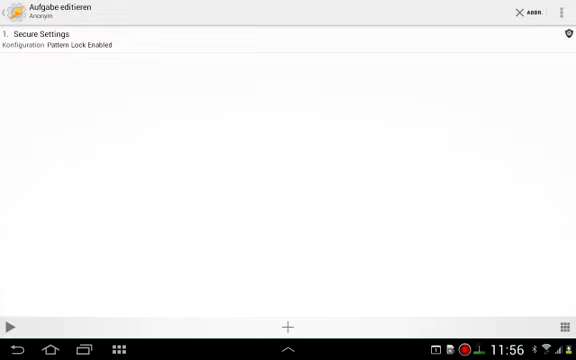 Aufgabe editieren
Anonym
ABBR.
1. Secure Settings
Konfiguration Pattern Lock Enabled
11:56